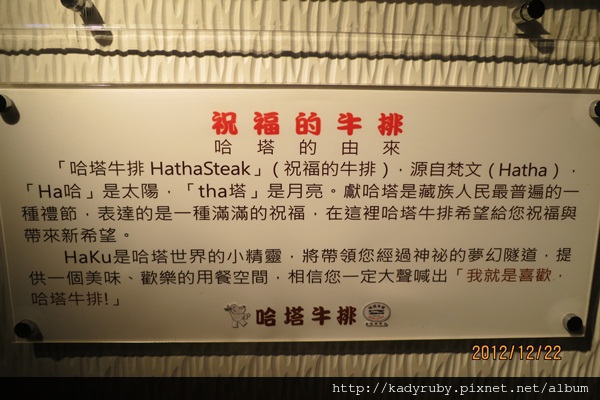 祝福的牛排
哈塔的由來
「哈塔牛排 HathaSteak」(祝福的牛排)，源自梵文(Hatha)，
「Ha哈」是太陽，「tha塔」是月亮。獻哈塔是藏族人民最普遍的一
種禮節，表達的是一種滿滿的祝福，在這裡哈塔牛排希望給您祝福與
帶來新希望。
HaKu是哈塔世界的小精靈，將帶領您經過神祕的夢幻隧道，提
供一個美味、歡樂的用餐空間，相信您一定大聲喊出「我就是喜歡，
哈塔牛排!」
哈塔牛排
2012/12/22
http://kadyruby.pixnet.net/album